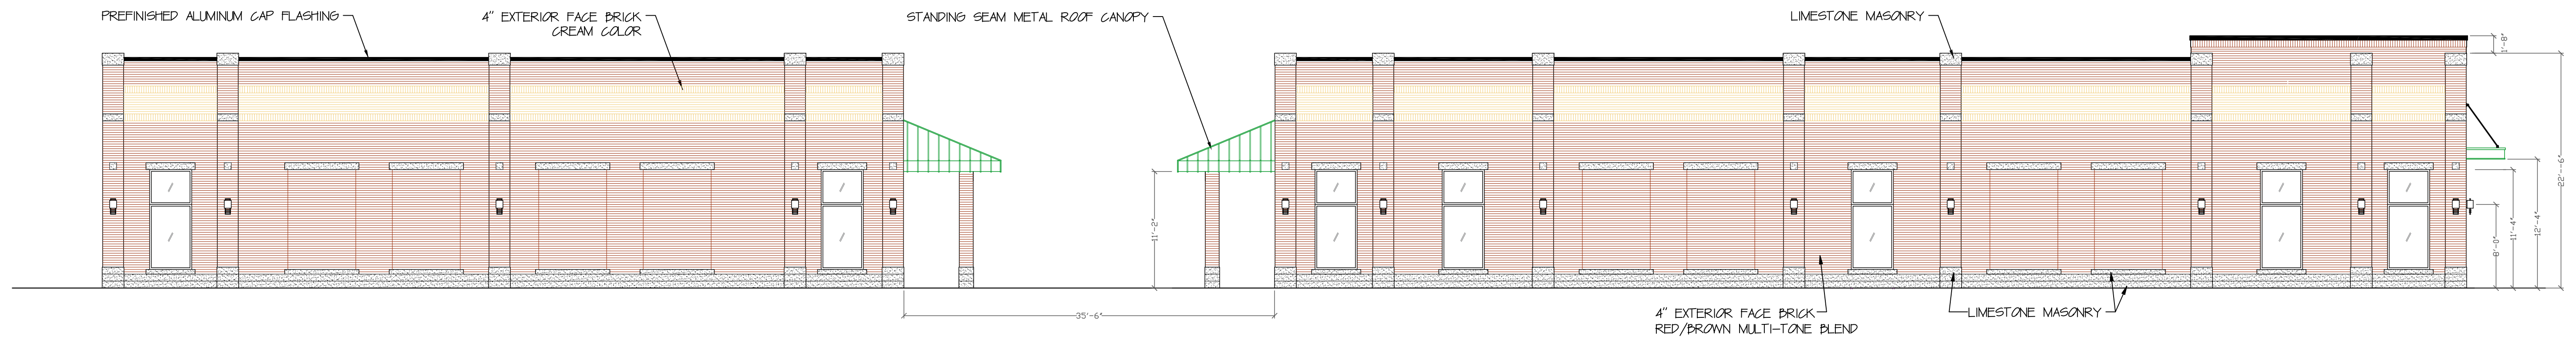 PREFINISHED ALUMINUM CAP FLASHING
4" EXTERIOR FACE BRICK
CREAM COLOR
STANDING SEAM METAL ROOF CANOPY
LIMESTONE MASONRY
1'-8"
22'-6"
11'-2"
8'-0"
11'-4"
12'-4"
35'-6"
4" EXTERIOR FACE BRICK
RED/BROWN MULTI-TONE BLEND
LIMESTONE MASONRY